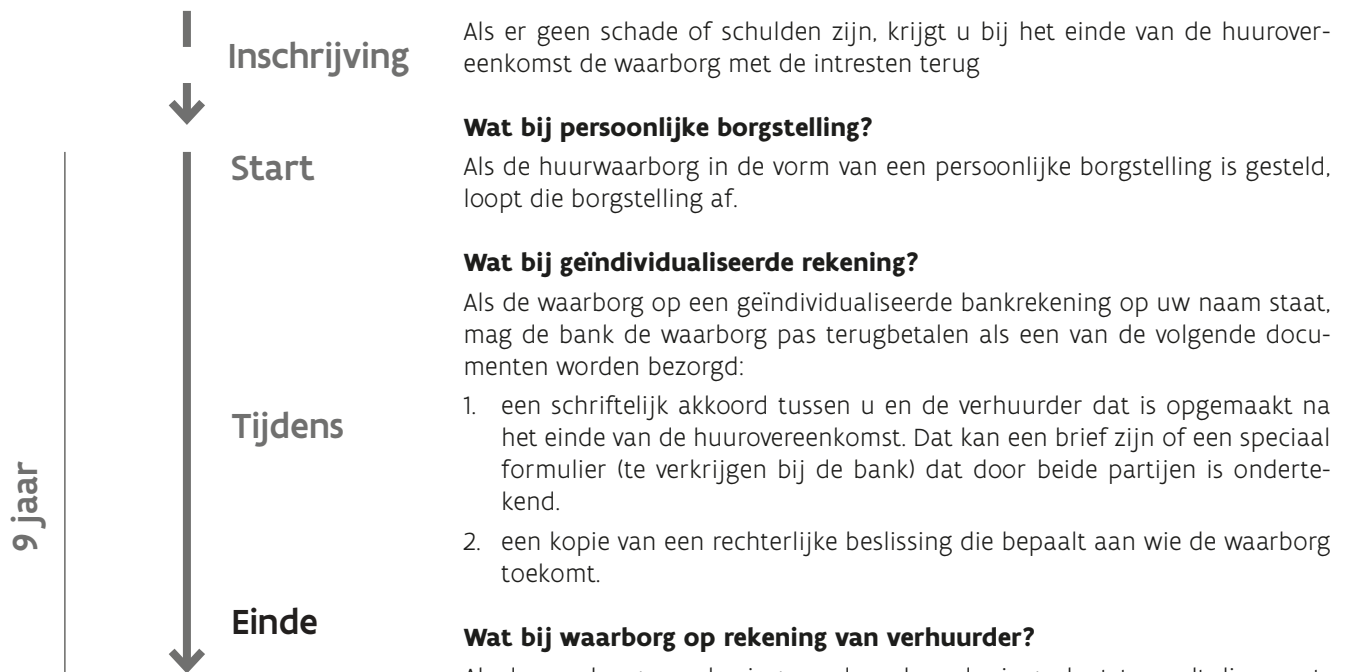 Inschrijving
Start
Tijdens
9 jaar
Einde
Als er geen schade of schulden zijn, krijgt u bij het einde van de huurover-
eenkomst de waarborg met de intresten terug
Wat bij persoonlijke borgstelling?
Als de huurwaarborg in de vorm van een persoonlijke borgstelling is gesteld,
loopt die borgstelling af.
Wat bij geïndividualiseerde rekening?
Als de waarborg op een geïndividualiseerde bankrekening op uw naam staat,
mag de bank de waarborg pas terugbetalen als een van de volgende docu-
menten worden bezorgd:
1. een schriftelijk akkoord tussen u en de verhuurder dat is opgemaakt na
het einde van de huurovereenkomst. Dat kan een brief zijn of een speciaal
formulier (te verkrijgen bij de bank) dat door beide partijen is onderte-
kend.
2. een kopie van een rechterlijke beslissing die bepaalt aan wie de waarborg
toekomt.
Wat bij waarborg op rekening van verhuurder?